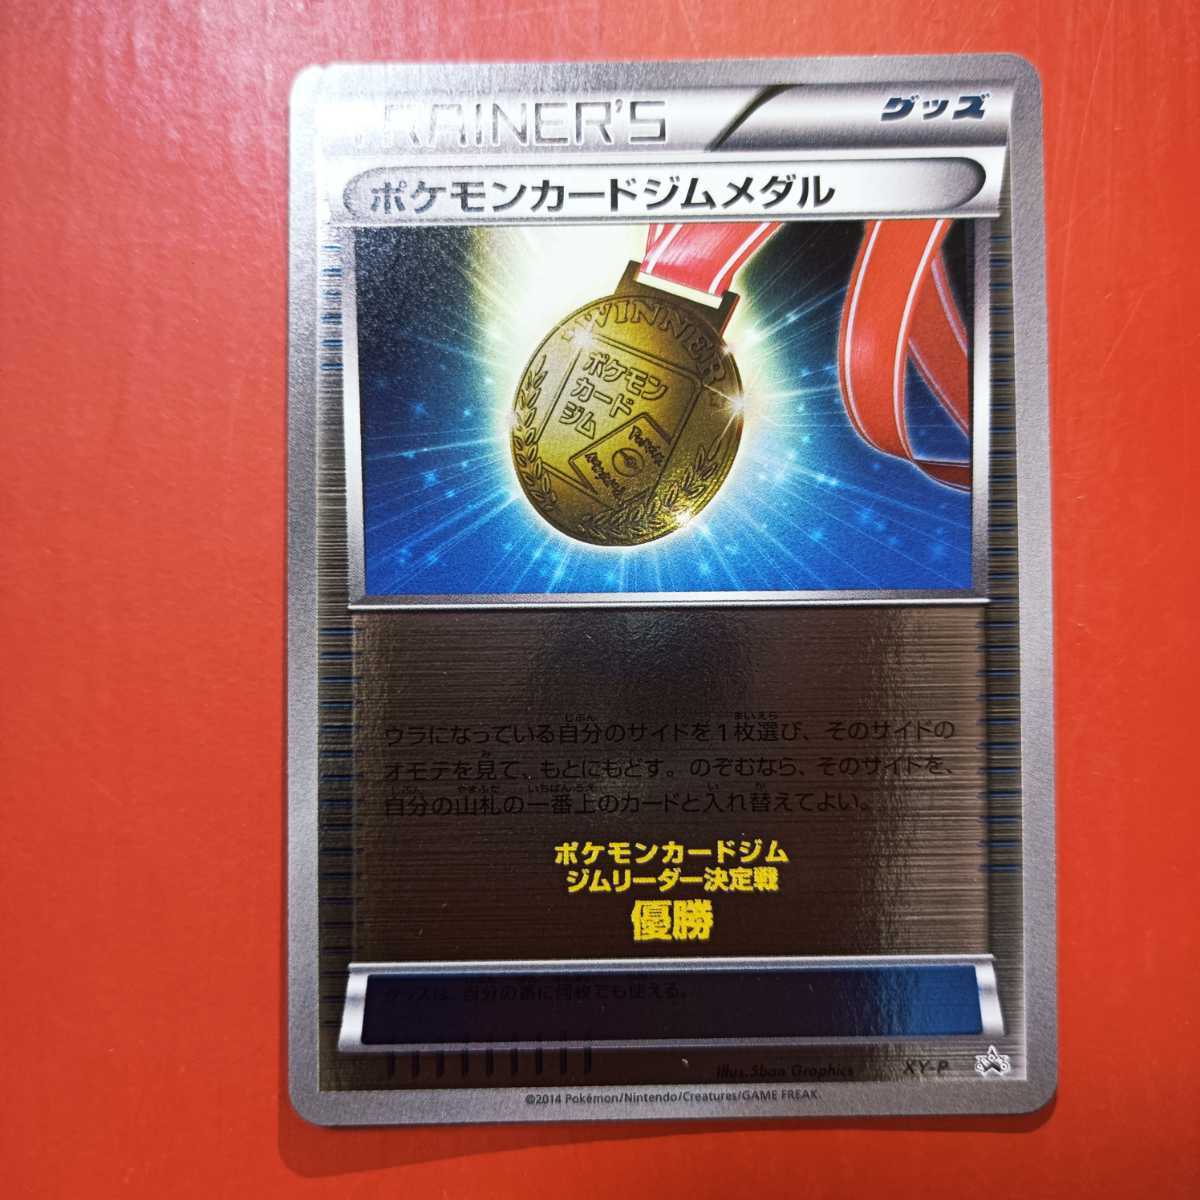 TRAINER'S
グッズ
ポケモンカードジムメダル
WINNER
ポケモン
カード
ジム
ウラになっている自分のサイドを1枚選び、そのサイドの
オモテを見て、もとにもどす。のぞむなら、そのサイドを、
自分の山札の一番上のカードと入れ替えてよい。
ポケモンカードジム
ジムリーダー決定戦
優勝
グッズは、自分の番に何枚でも使える。
Illus.5ban Graphics
XY-P
©2014 Pokémon/Nintendo/Creatures/GAME FREAK.